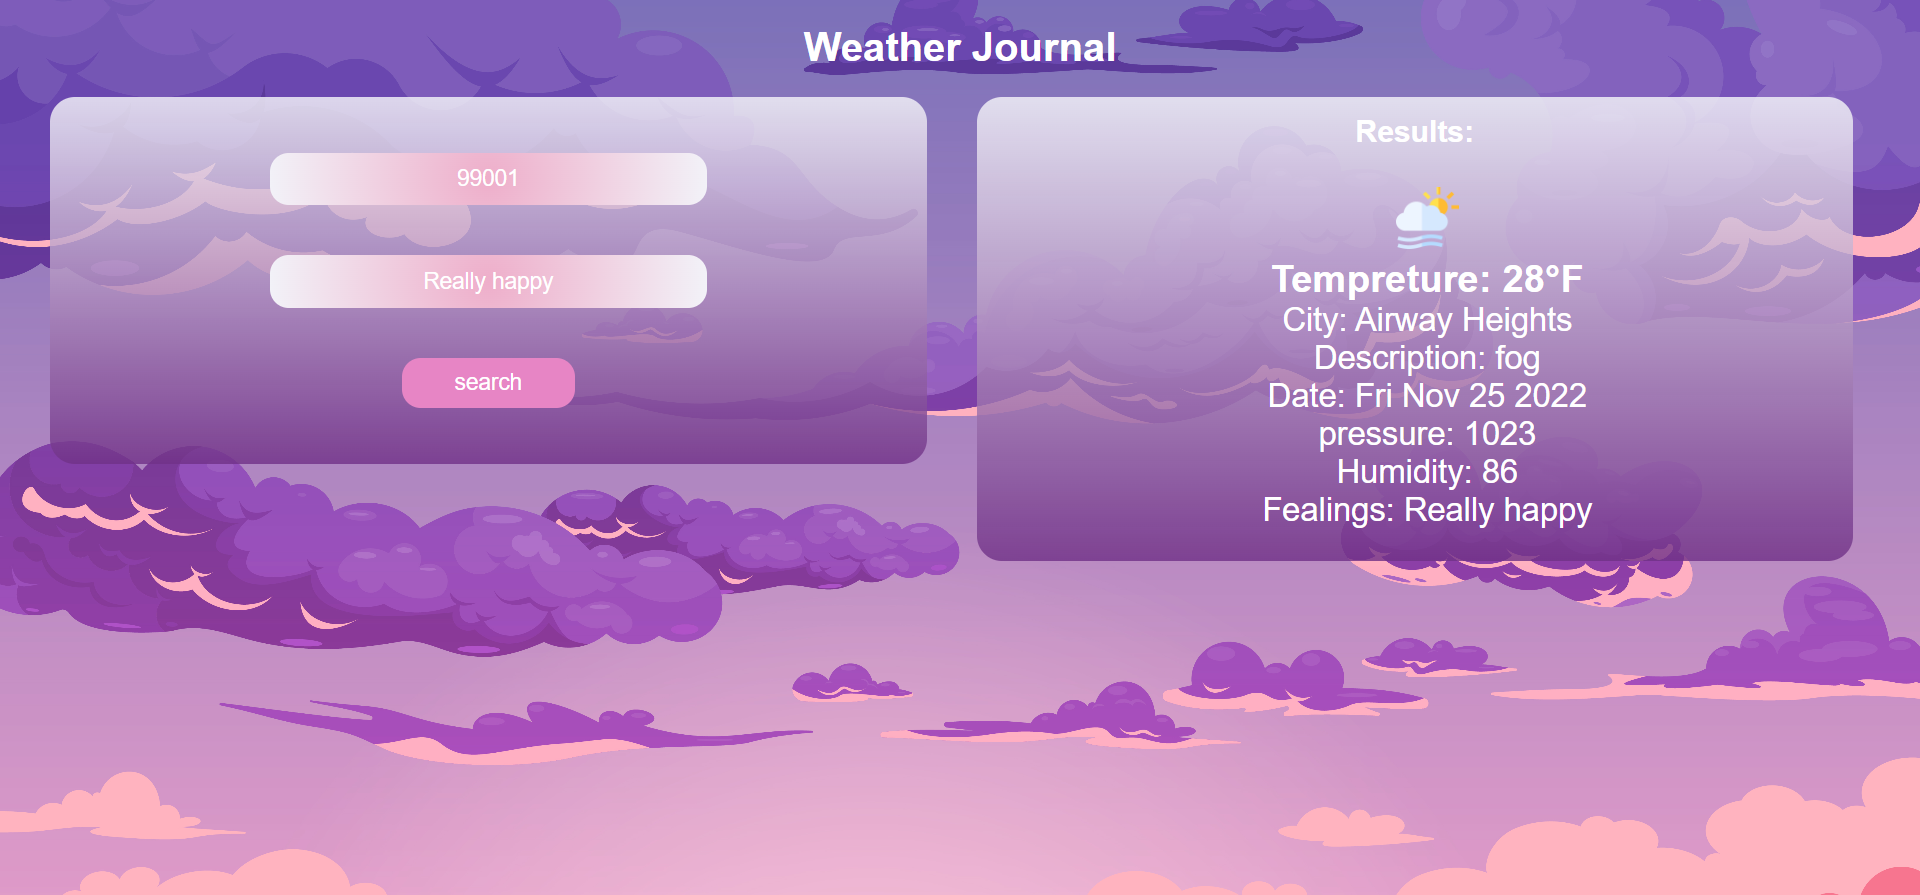 Weather Journal
99001
Really happy
search
Results:
Tempreture: 28°F
City: Airway Heights
Description: fog
Date: Fri Nov 25 2022
pressure: 1023
Humidity: 86
Fealings: Really happy